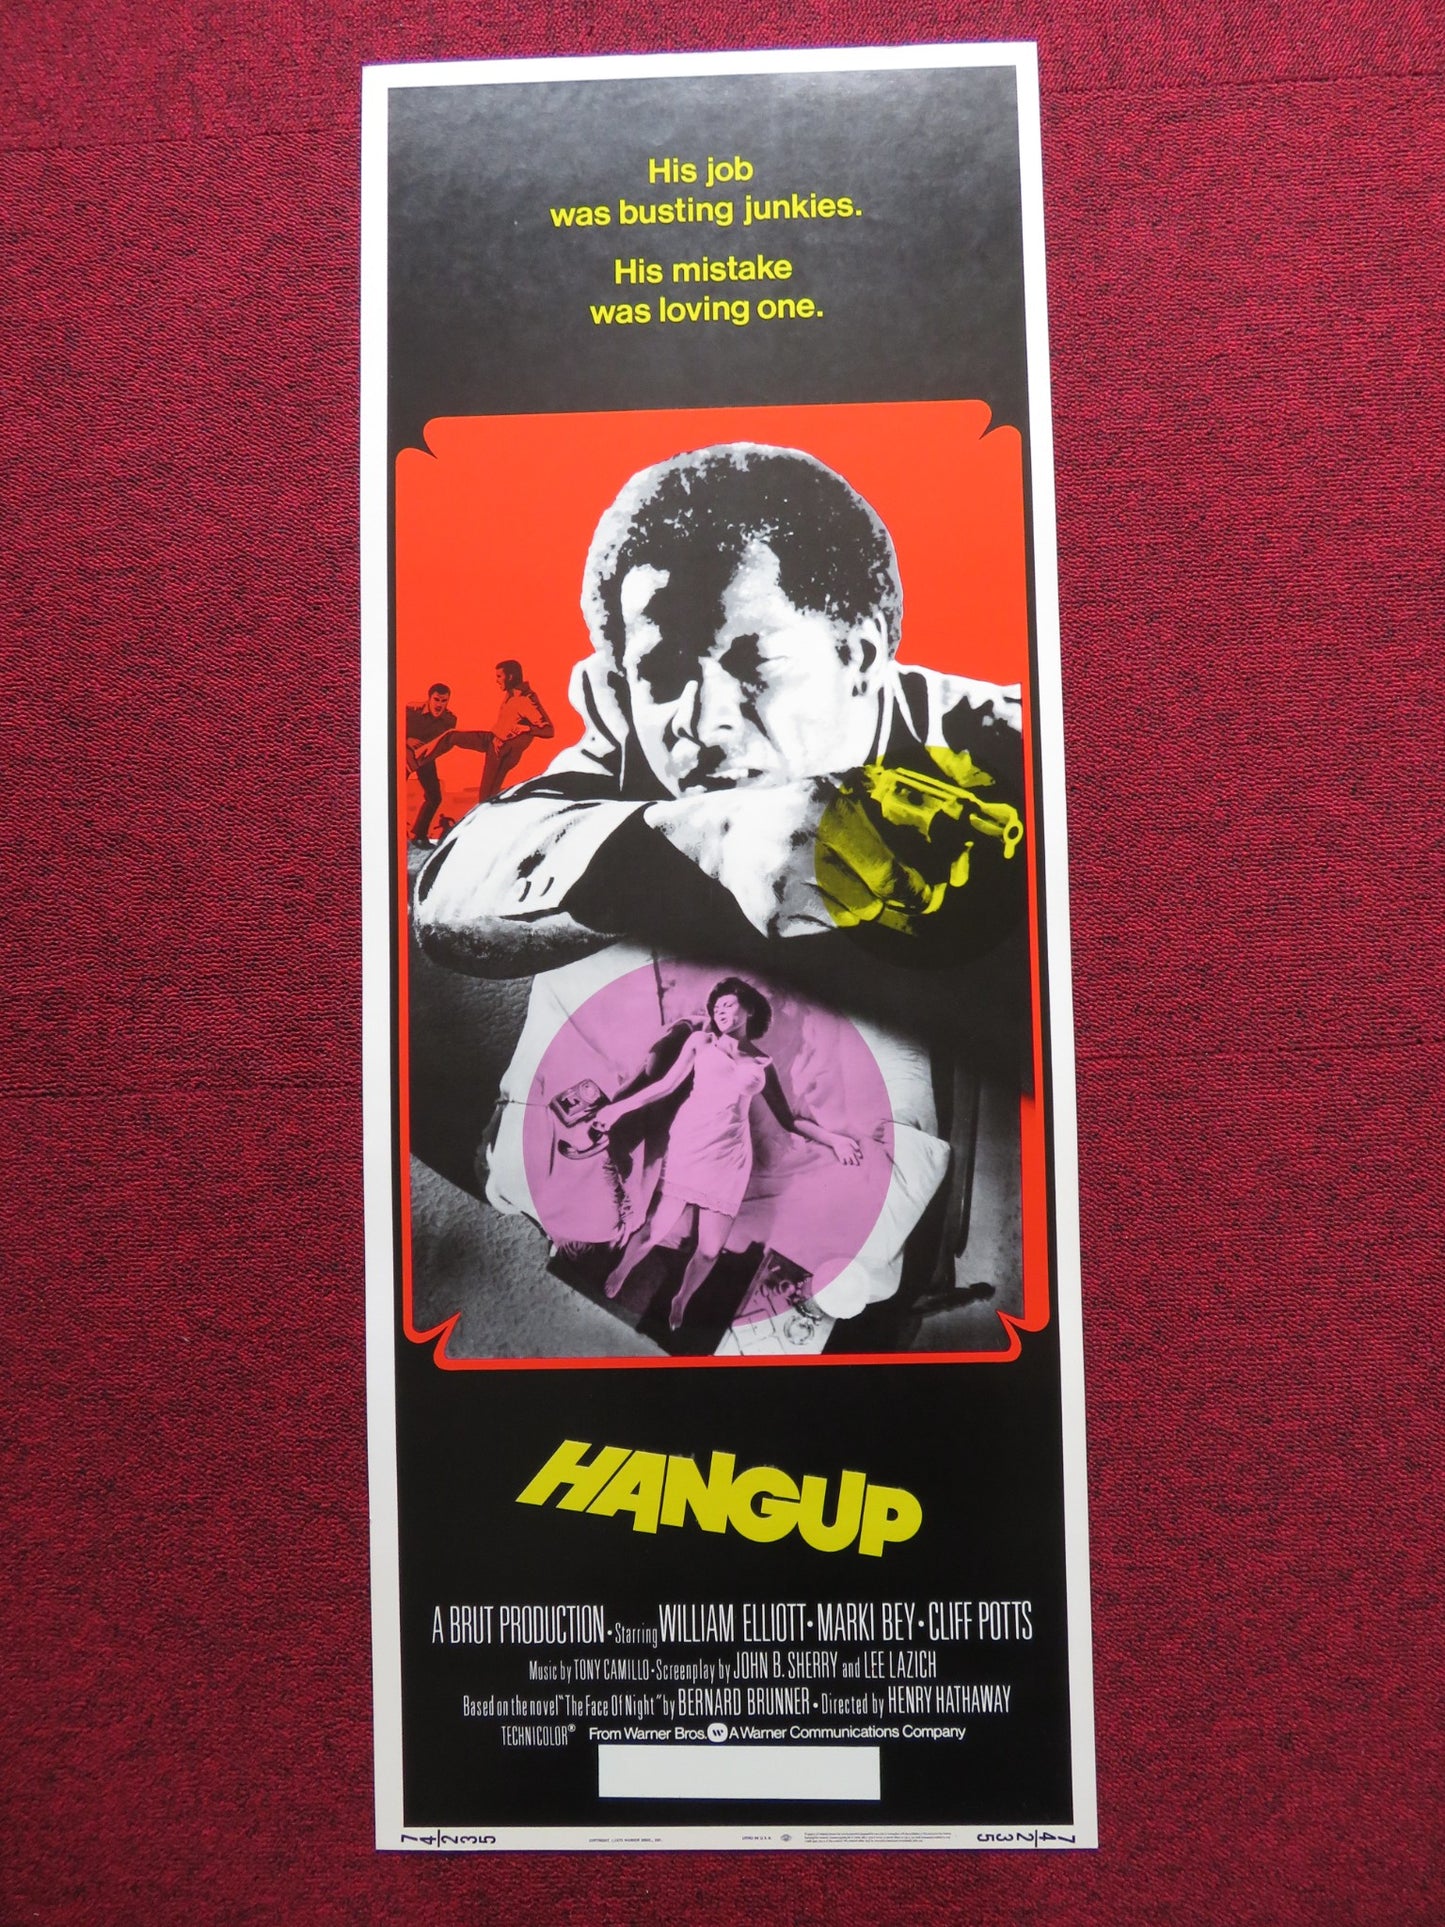 His job
was busting junkies.
His mistake
was loving one.
HANGUP
A BRUT PRODUCTION • Starring WILLIAM ELLIOTT • MARKI BEY • CLIFF POTTS
Music by TONY CAMILLO • Screenplay by JOHN B. SHERRY and LEE LAZICH
Based on the novel "The Face Of Night" by BERNARD BRUNNER • Directed by HENRY HATHAWAY
TECHNICOLOR® From Warner Bros. W A Warner Communications Company
74/235
74/235